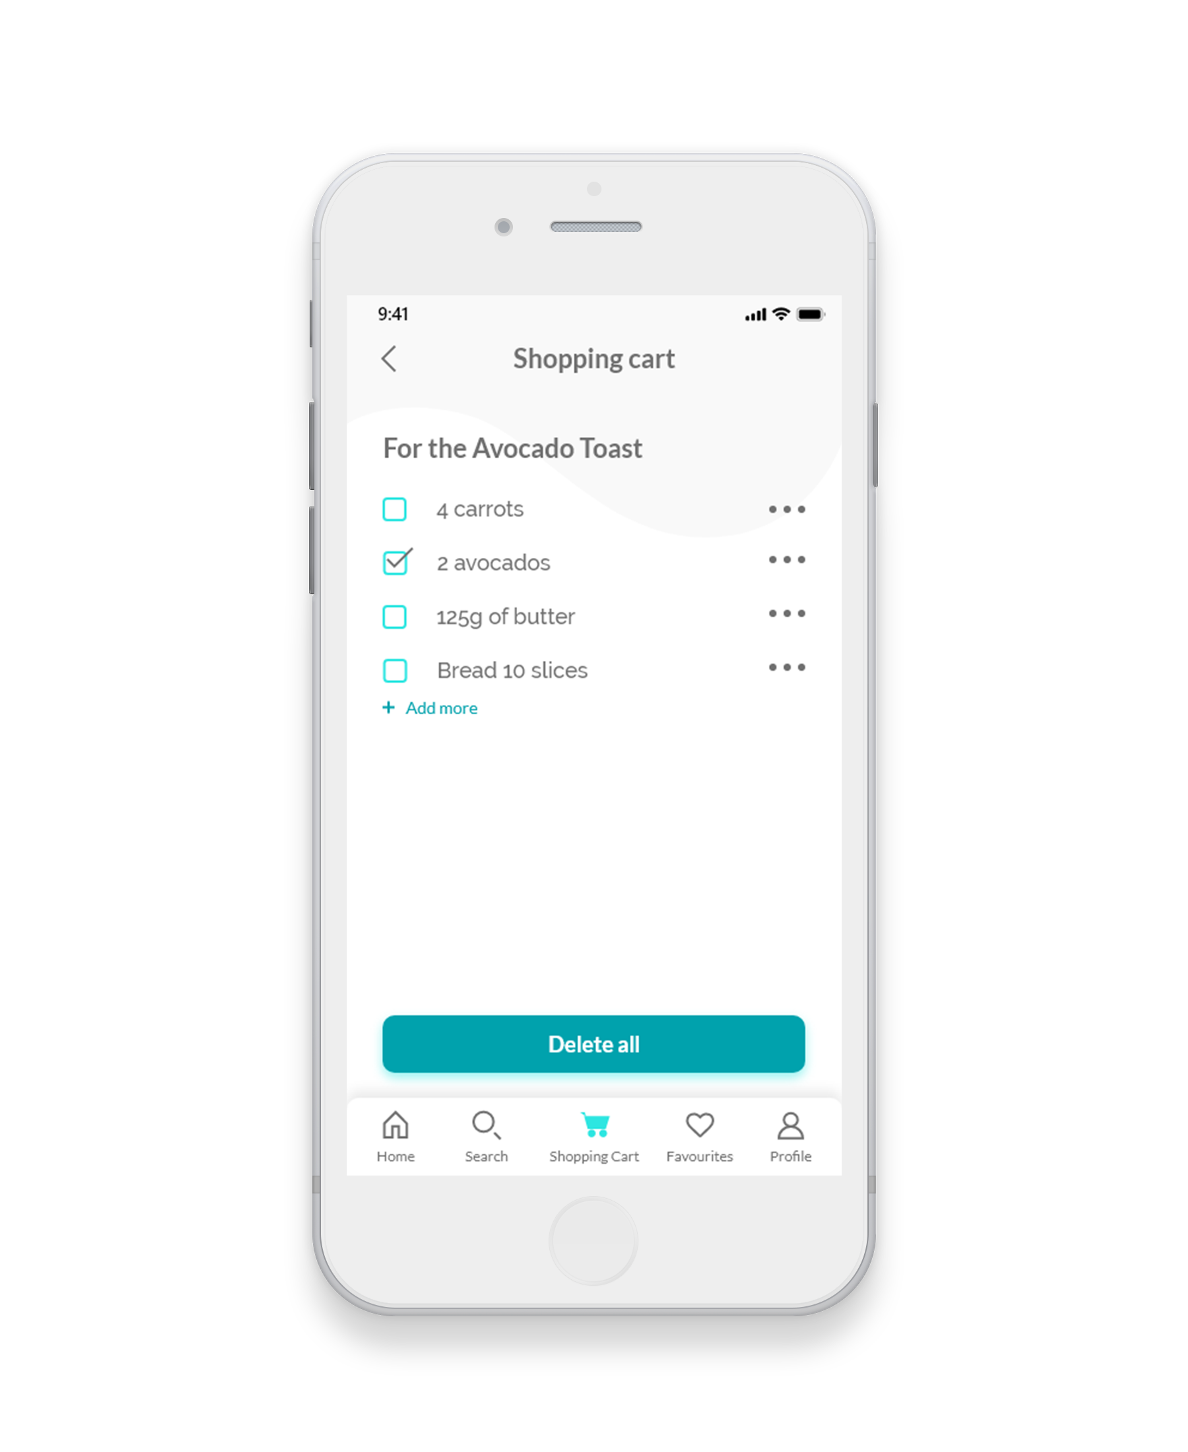 9:41
Shopping cart
For the Avocado Toast
4 carrots
2 avocados
125g of butter
Bread 10 slices
+ Add more
Delete all
Home Search Shopping Cart Favourites Profile